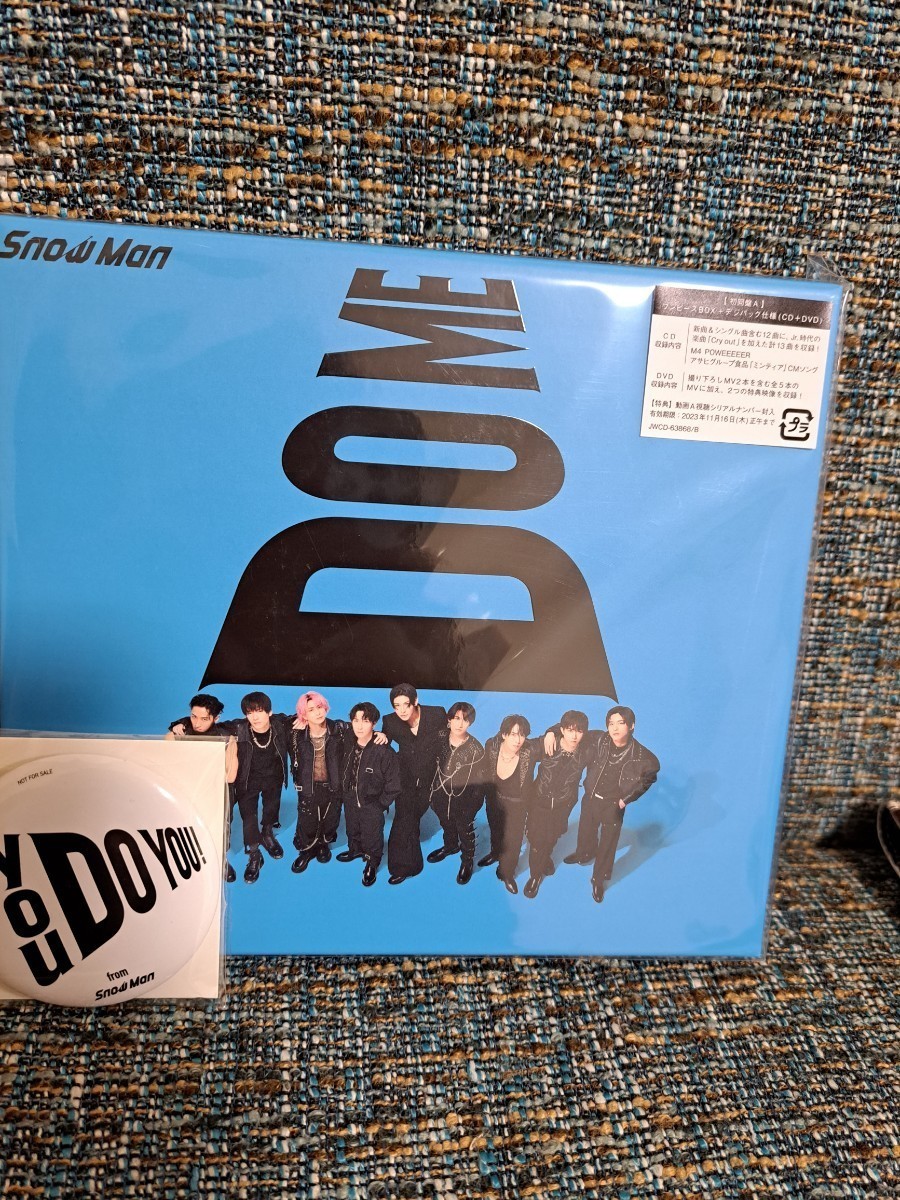 Snow Man
DOME
【初回盤A】
ワンピースBOX+デジパック仕様(CD+DVD)
CD
収録内容
新曲&シングル曲含む12曲に、Jr.時代の
楽曲「Cry out」を加えた計13曲を収録!
M4 POWEEEEER
アサヒグループ食品「ミンティア」CMソング
DVD
収録内容
撮り下ろしMV2本を含む全5本の
MVに加え、2つの特典映像を収録!
【特典】動画A視聴シリアルナンバー封入
有効期限:2023年11月16日(木)正午まで
JWCD-63868/B
プラ
NOT FOR SALE
you
DO YOU!
from
Snow Man